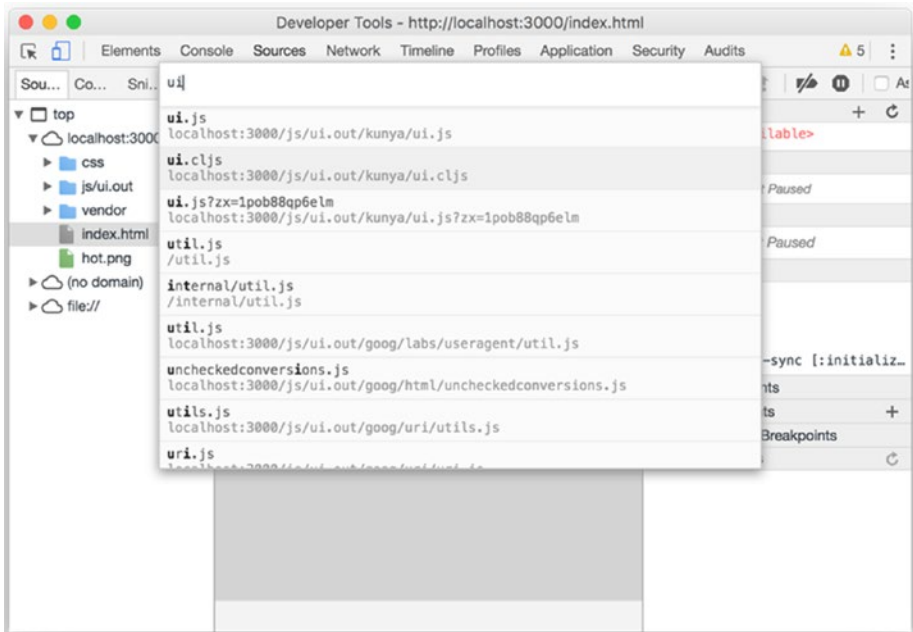 Developer Tools - http://localhost:3000/index.html
Elements Console Sources Network Timeline Profiles Application Security Audits 5
Sou... Co... Sni.. ui As
top
localhost:3000
css
js/ui.out
vendor
index.html
hot.png
(no domain)
file://
ui.js
localhost:3000/js/ui.out/kunya/ui.js
ui.cljs
localhost:3000/js/ui.out/kunya/ui.cljs
ui.js?zx=1pob88qp6elm
localhost:3000/js/ui.out/kunya/ui.js?zx=1pob88qp6elm
util.js
/util.js
internal/util.js
/internal/util.js
util.js
localhost:3000/js/ui.out/goog/labs/useragent/util.js
uncheckedconversions.js
localhost:3000/js/ui.out/goog/html/uncheckedconversions.js
utils.js
localhost:3000/js/ui.out/goog/uri/utils.js
uri.js
lable>
Paused
Paused
-sync [:initializ...
nts
ts
Breakpoints